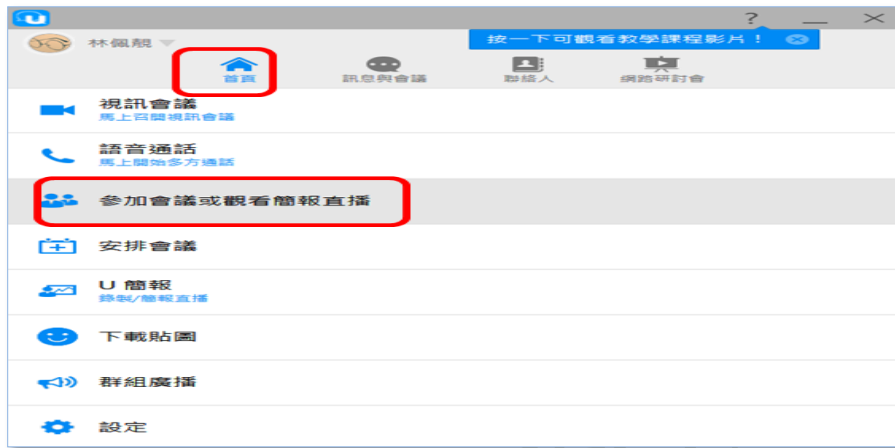 ?
林佩靚
按一下可觀看教學課程影片！
首頁
訊息與會議
聯絡人
網路研討會
視訊會議
馬上召開視訊會議
語音通話
馬上開始多方通話
參加會議或觀看簡報直播
安排會議
U 簡報
錄製/簡報直播
下載貼圖
群組廣播
設定